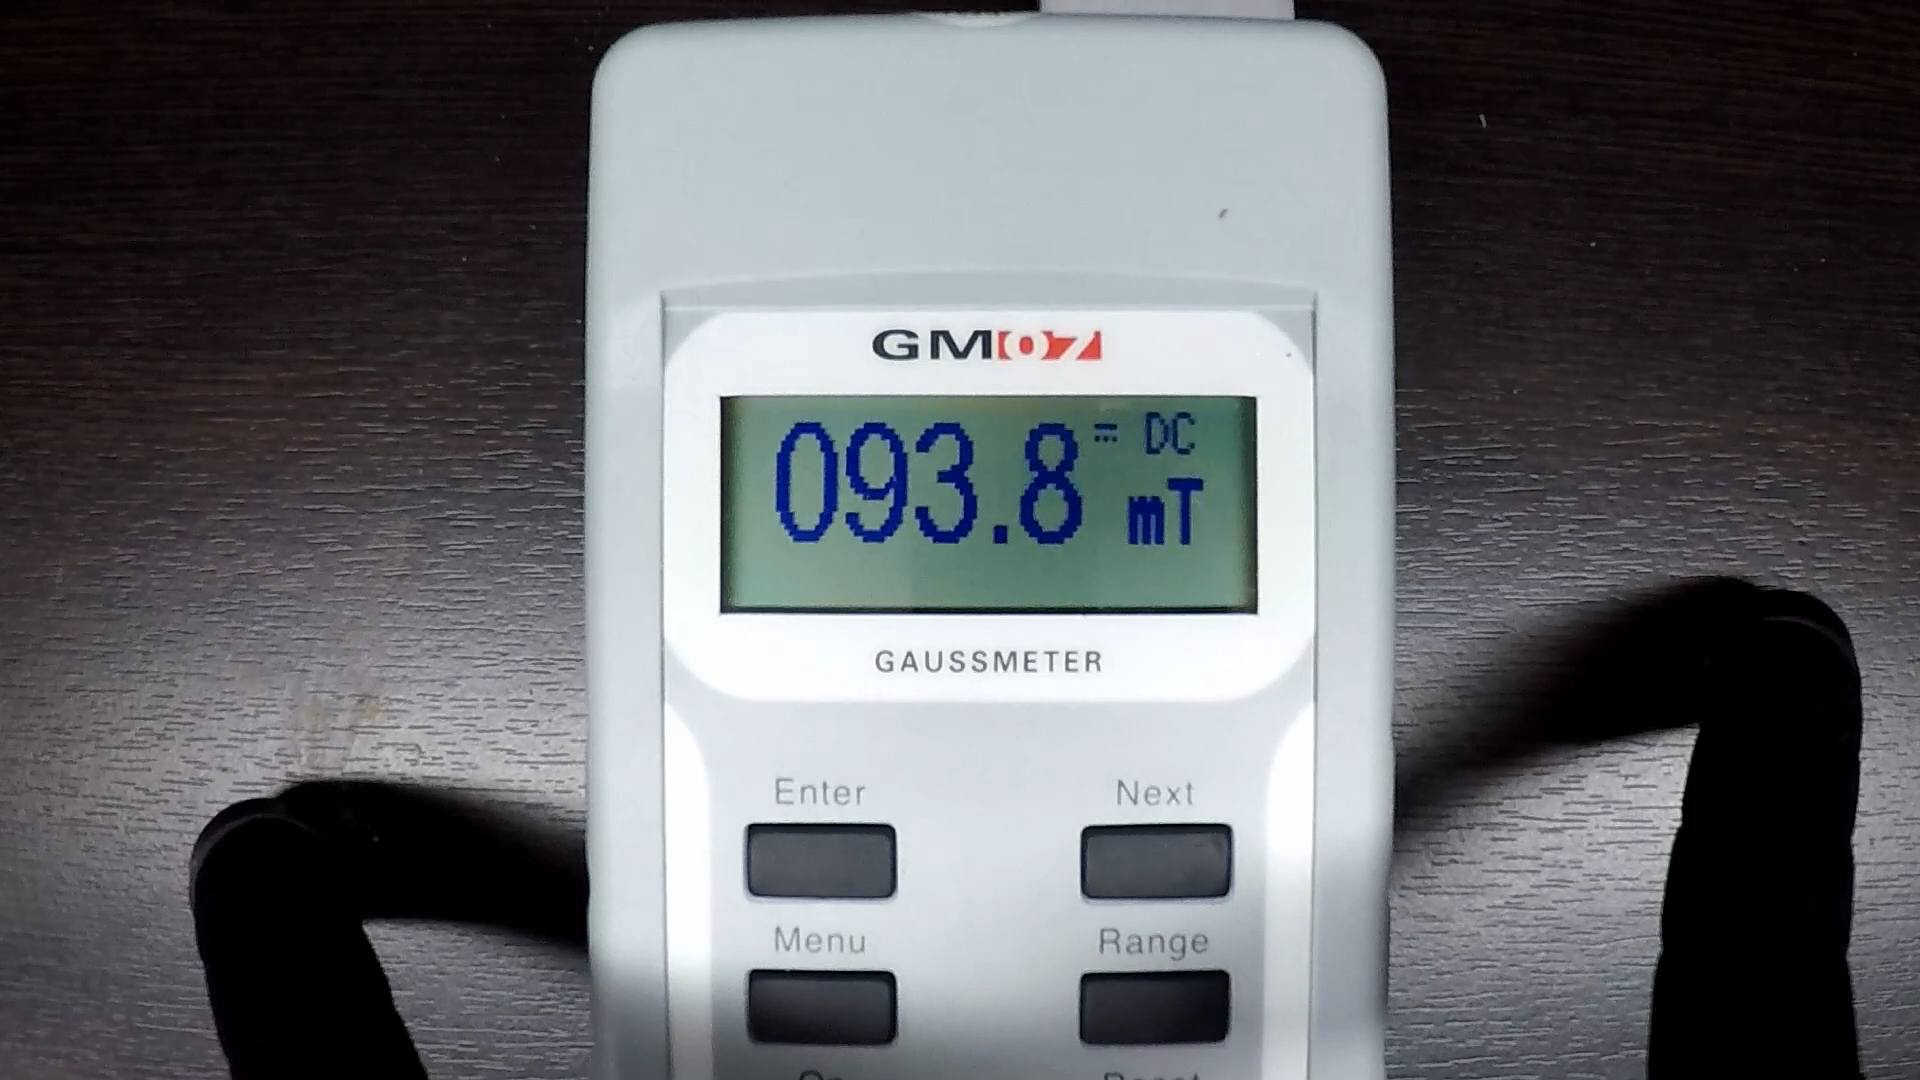 GM07
093.8 DC
mT
GAUSSMETER
Enter Next
Menu Range